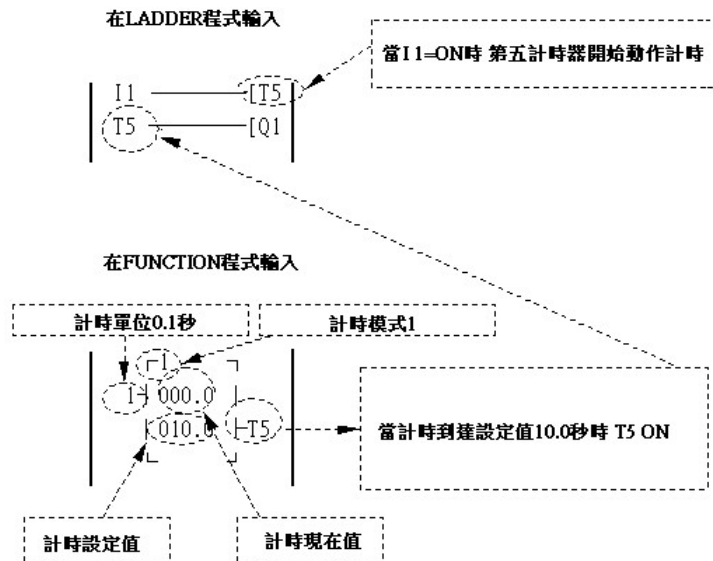 在LADDER程式輸入
當I 1=ON時 第五計時器開始動作計時
I1 [T5
T5 [Q1
在FUNCTION程式輸入
計時單位0.1秒
計時模式1
1
1 000.0
010.0 T5
當計時到達設定值10.0秒時 T5 ON
計時設定值
計時現在值